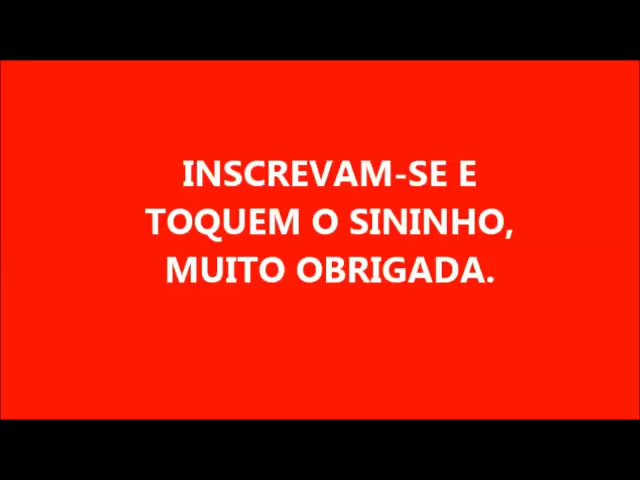 INSCREVAM-SE E
TOQUEM O SININHO,
MUITO OBRIGADA.